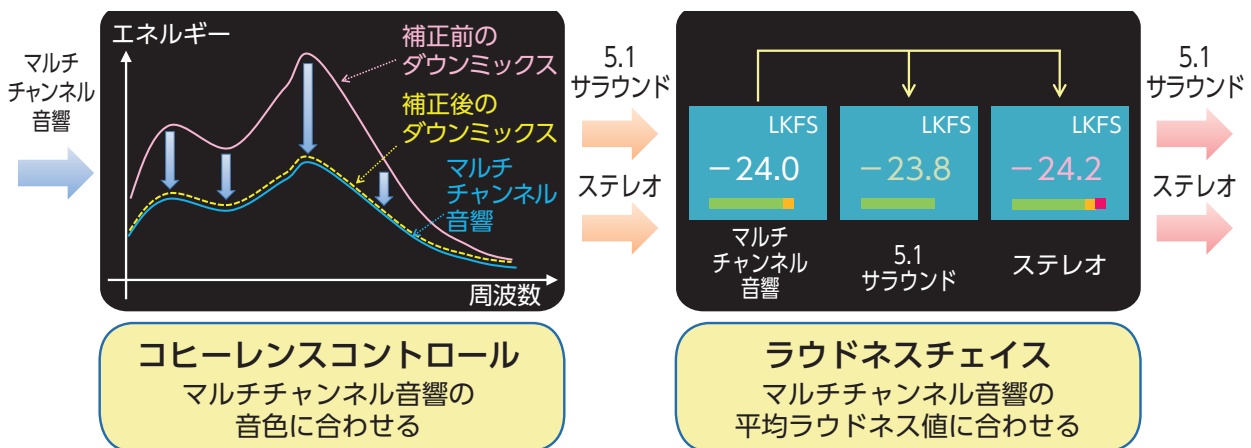 マルチ
チャンネル
音響
エネルギー
補正前の
ダウンミックス
補正後の
ダウンミックス
マルチ
チャンネル
音響
周波数
コヒーレンスコントロール
マルチチャンネル音響の
音色に合わせる
5.1
サラウンド
ステレオ
LKFS
－24.0
マルチ
チャンネル
音響
LKFS
－23.8
5.1
サラウンド
LKFS
－24.2
ステレオ
ラウドネスチェイス
マルチチャンネル音響の
平均ラウドネス値に合わせる
5.1
サラウンド
ステレオ